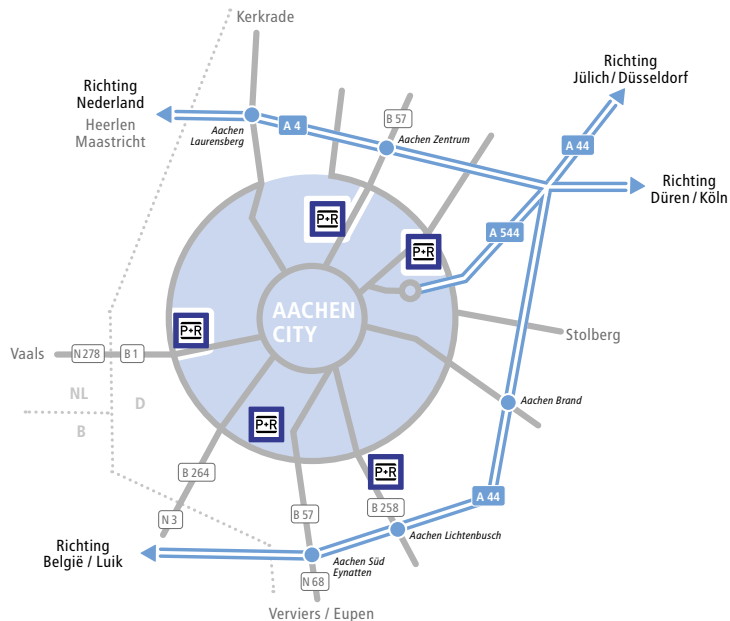 Kerkrade
Richting
Jülich / Düsseldorf
Richting
Nederland
Heerlen
Maastricht
Aachen
Laurensberg
A 4
B 57
Aachen Zentrum
A 44
Richting
Düren / Köln
P+R
P+R
A 544
AACHEN
CITY
P+R
Stolberg
Vaals
N 278
B 1
NL
D
B
Aachen Brand
P+R
P+R
B 264
A 44
N 3
B 57
B 258
Aachen Lichtenbusch
Richting
België / Luik
Aachen Süd
Eynatten
N 68
Verviers / Eupen